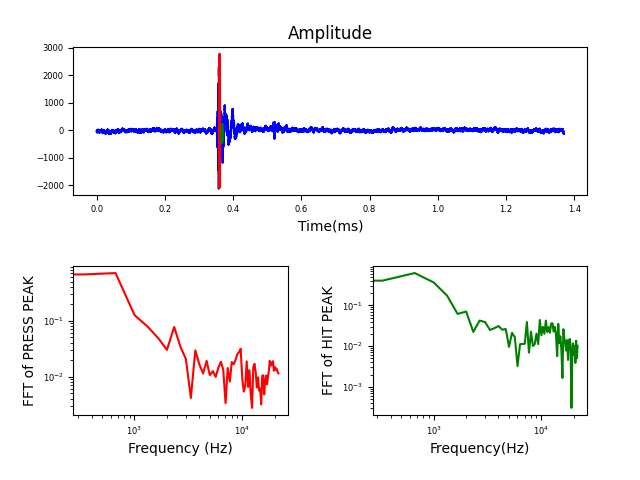 Amplitude
3000
2000
1000
0
−1000
−2000
0.0 0.2 0.4 0.6 0.8 1.0 1.2 1.4
Time(ms)
FFT of PRESS PEAK
10⁻¹
10⁻²
10³ 10⁴
Frequency (Hz)
FFT of HIT PEAK
10⁻¹
10⁻²
10⁻³
10³ 10⁴
Frequency(Hz)